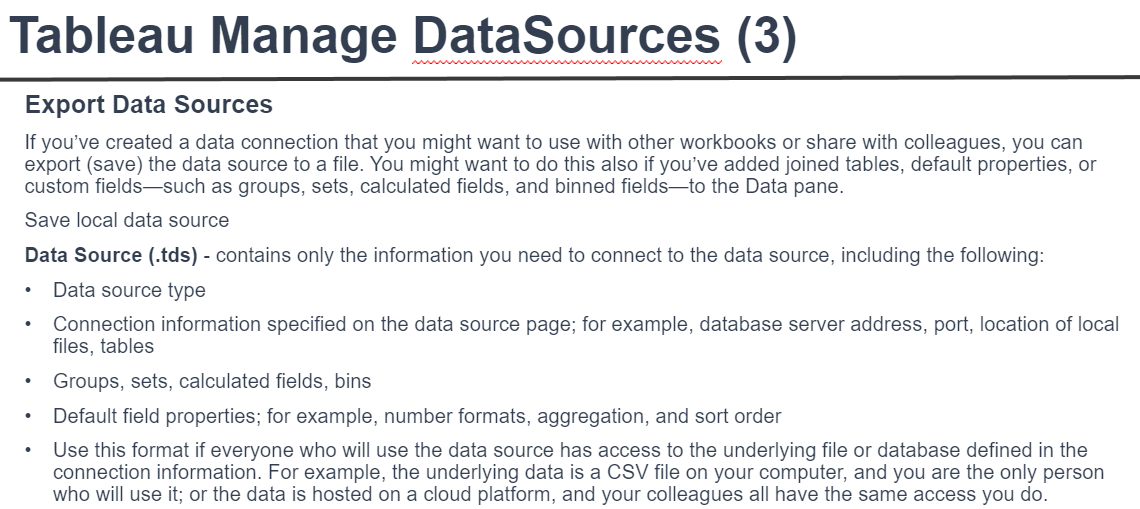 Tableau Manage DataSources (3)
Export Data Sources
If you’ve created a data connection that you might want to use with other workbooks or share with colleagues, you can
export (save) the data source to a file. You might want to do this also if you’ve added joined tables, default properties, or
custom fields—such as groups, sets, calculated fields, and binned fields—to the Data pane.
Save local data source
Data Source (.tds) - contains only the information you need to connect to the data source, including the following:
• Data source type
• Connection information specified on the data source page; for example, database server address, port, location of local
files, tables
• Groups, sets, calculated fields, bins
• Default field properties; for example, number formats, aggregation, and sort order
• Use this format if everyone who will use the data source has access to the underlying file or database defined in the
connection information. For example, the underlying data is a CSV file on your computer, and you are the only person
who will use it; or the data is hosted on a cloud platform, and your colleagues all have the same access you do.